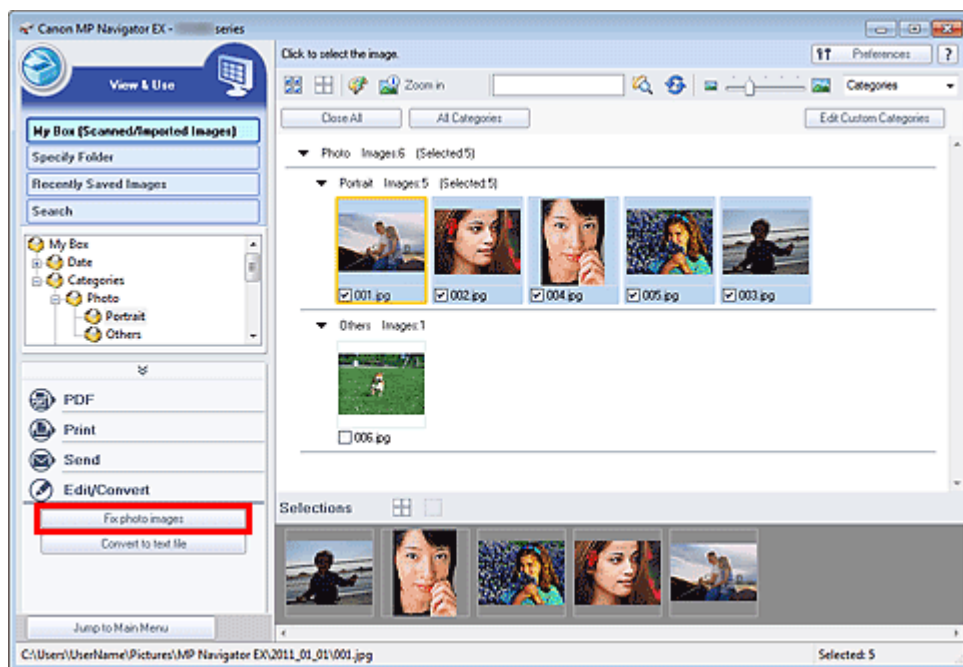 Canon MP Navigator EX - series
View & Use
Click to select the image.
Preferences
?
Zoom in
Categories
Close All
All Categories
Edit Custom Categories
My Box (Scanned/Imported Images)
Specify Folder
Recently Saved Images
Search
My Box
Date
Categories
Photo
Portrait
Others
PDF
Print
Send
Edit/Convert
Fix photo images
Convert to text file
Jump to Main Menu
Photo Images:6 (Selected:5)
Portrait Images:5 (Selected:5)
001.jpg
002.jpg
004.jpg
005.jpg
003.jpg
Others Images:1
006.jpg
Selections
C:\Users\UserName\Pictures\MP Navigator EX\2011_01_01\001.jpg
Selected: 5